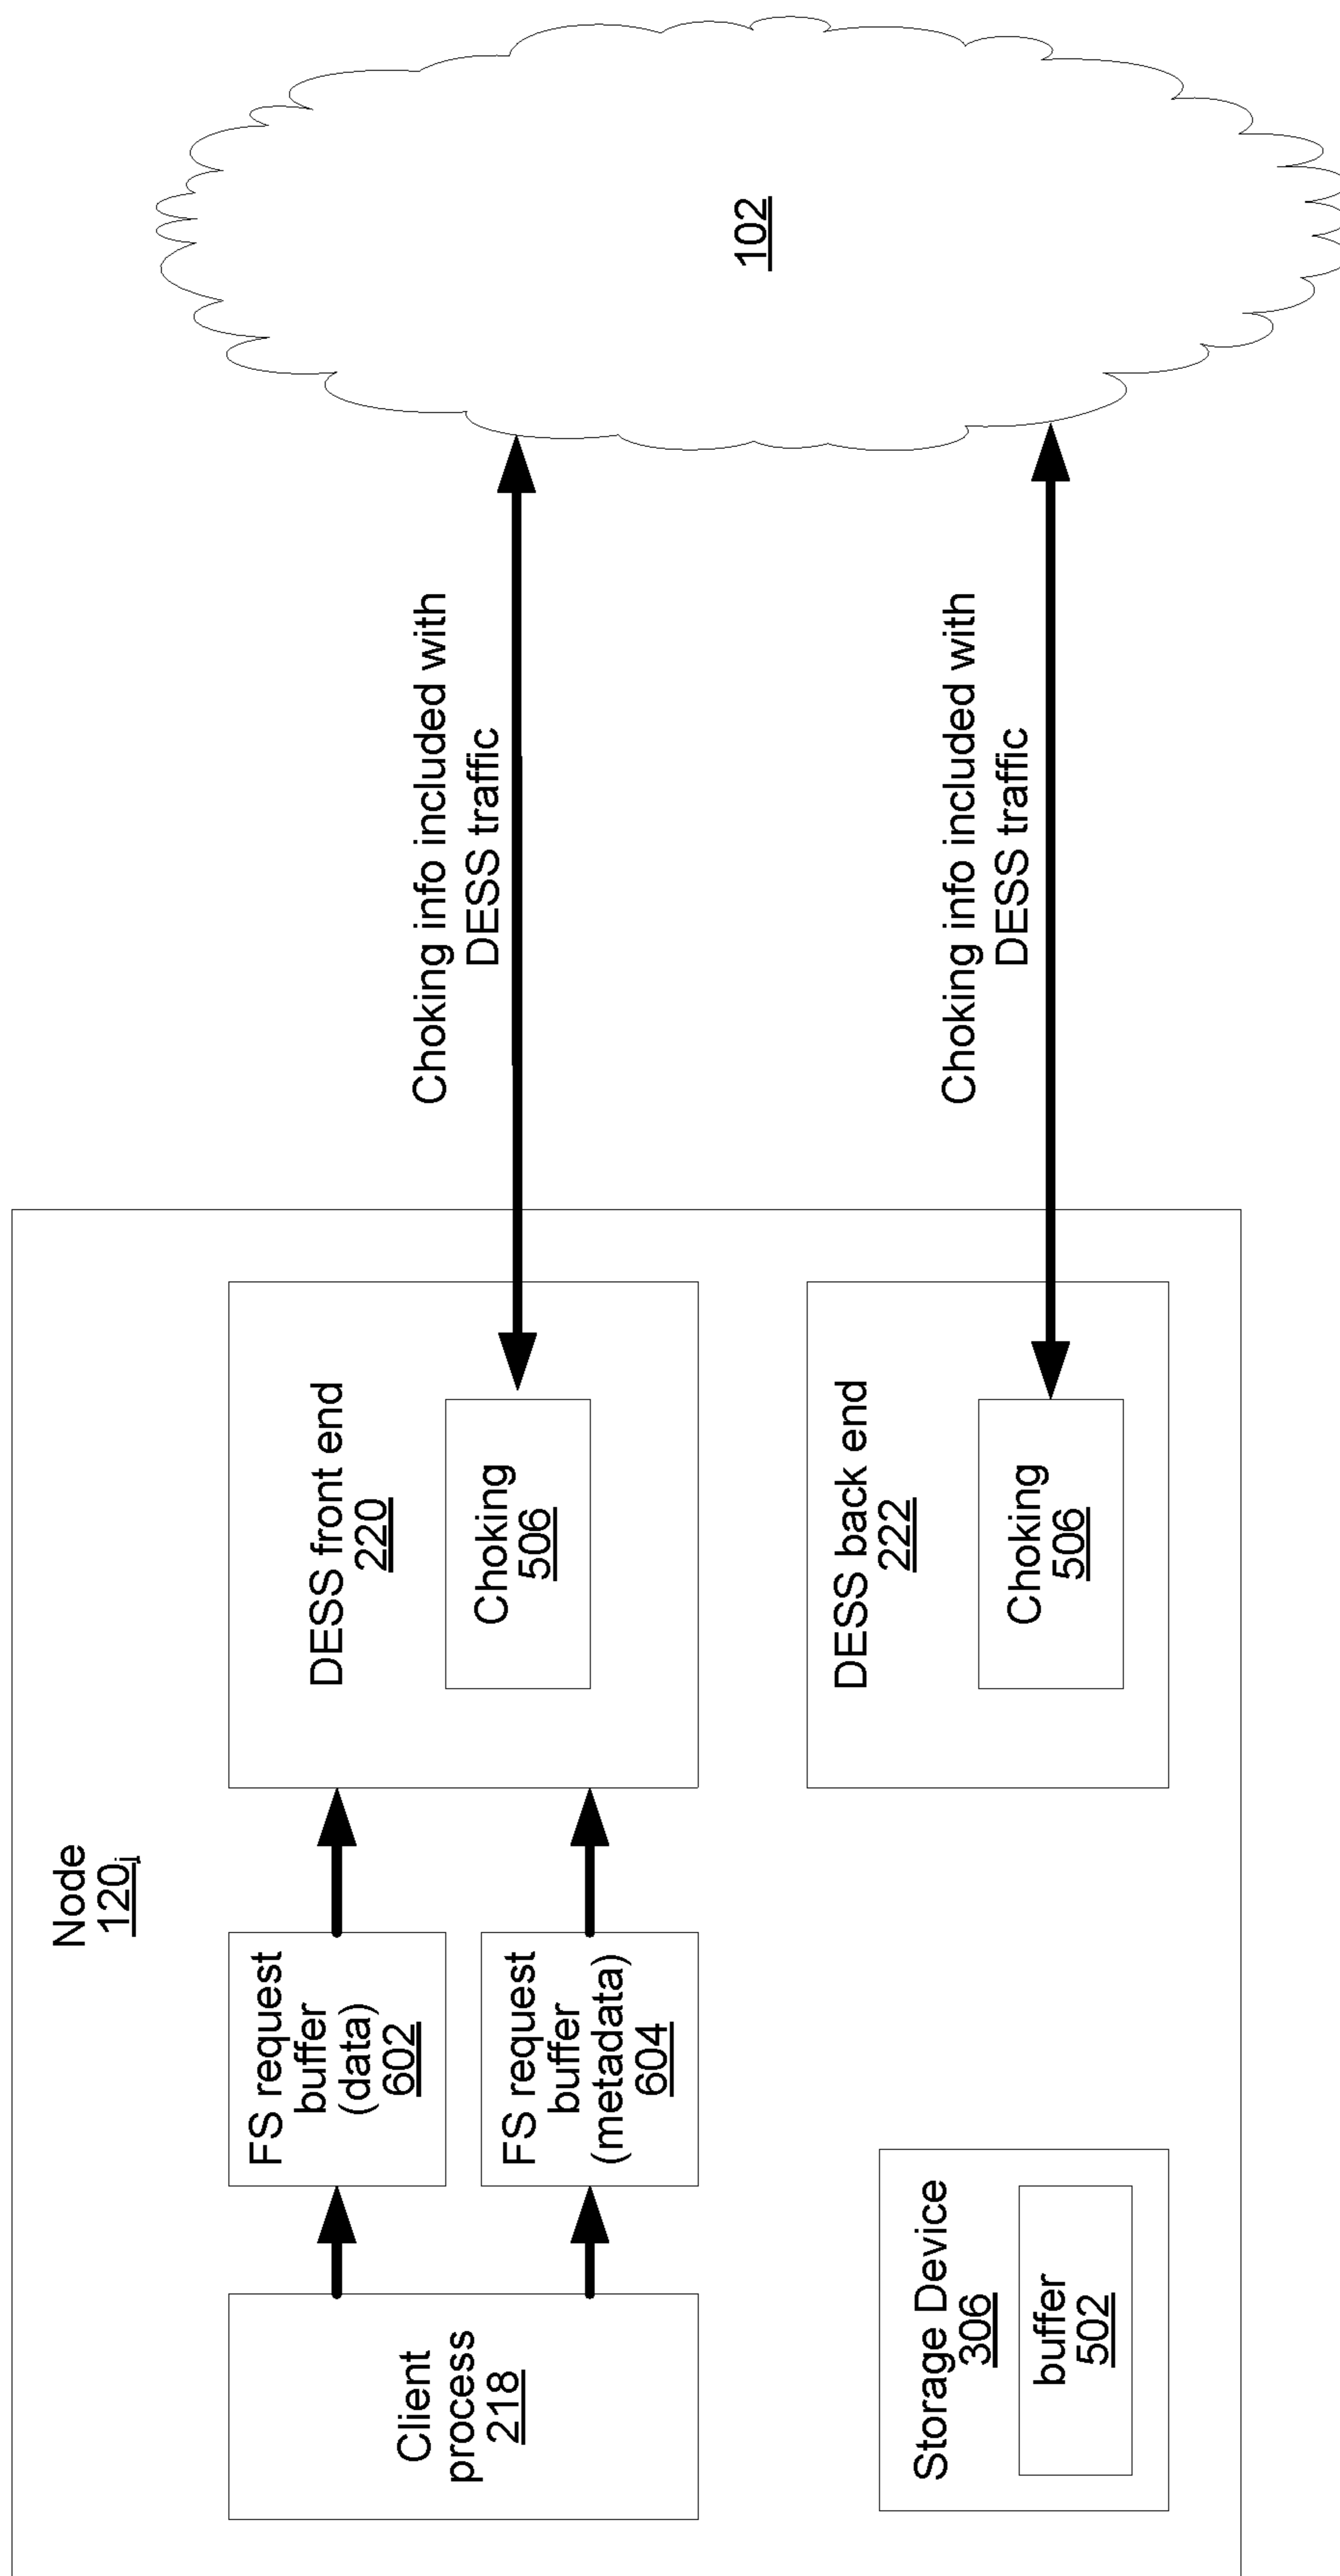 Node
120i
Client
process
218
FS request
buffer
(data)
602
FS request
buffer
(metadata)
604
DESS front end
220
Choking
506
Choking info included with
DESS traffic
102
Storage Device
306
buffer
502
DESS back end
222
Choking
506
Choking info included with
DESS traffic